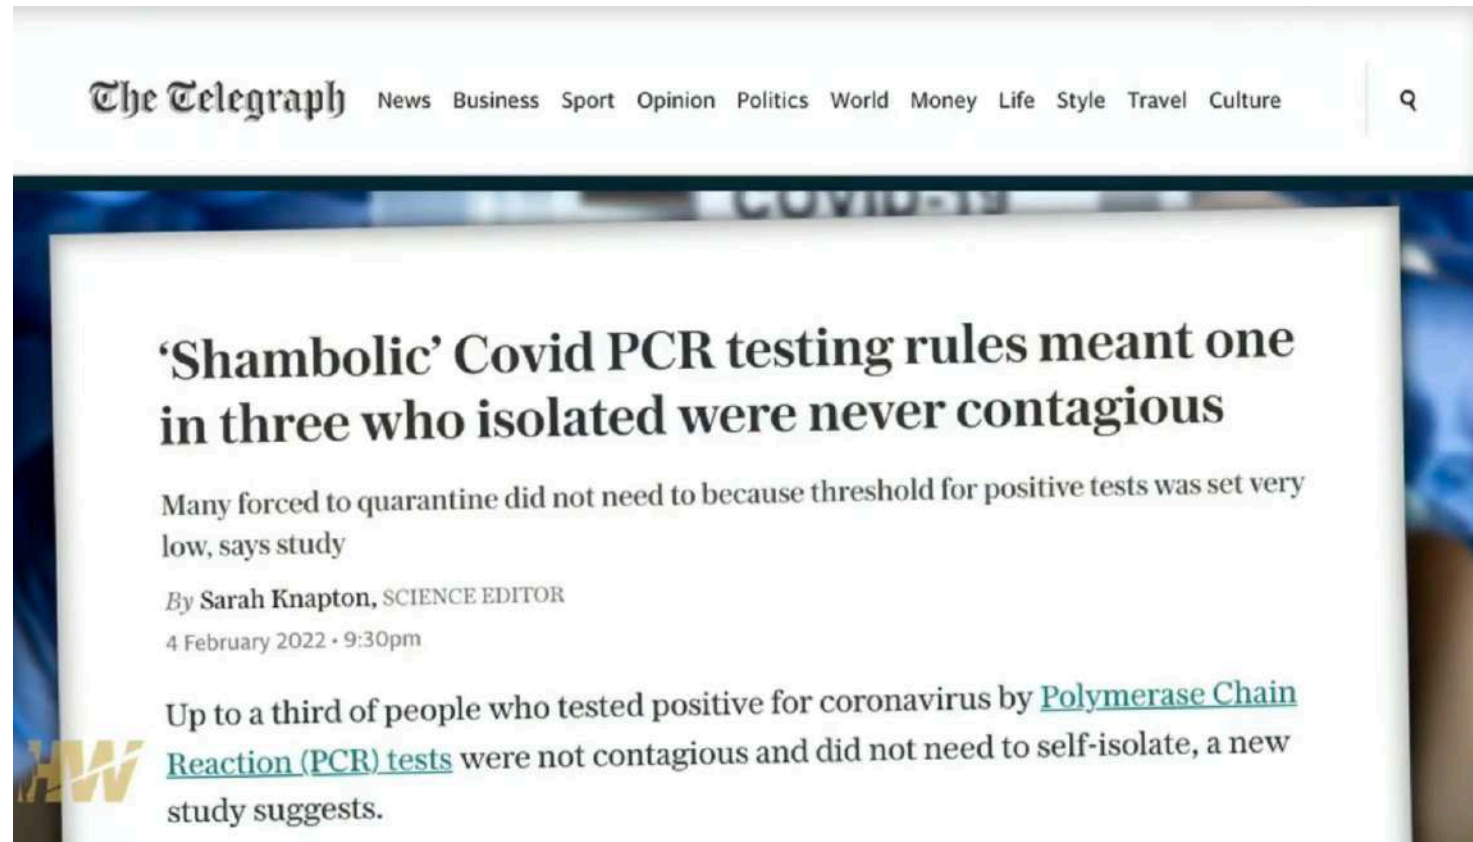 The Telegraph News Business Sport Opinion Politics World Money Life Style Travel Culture
COVID-19
‘Shambolic’ Covid PCR testing rules meant one
in three who isolated were never contagious
Many forced to quarantine did not need to because threshold for positive tests was set very
low, says study
By Sarah Knapton, SCIENCE EDITOR
4 February 2022 • 9:30pm
Up to a third of people who tested positive for coronavirus by Polymerase Chain
Reaction (PCR) tests were not contagious and did not need to self-isolate, a new
study suggests.
HW